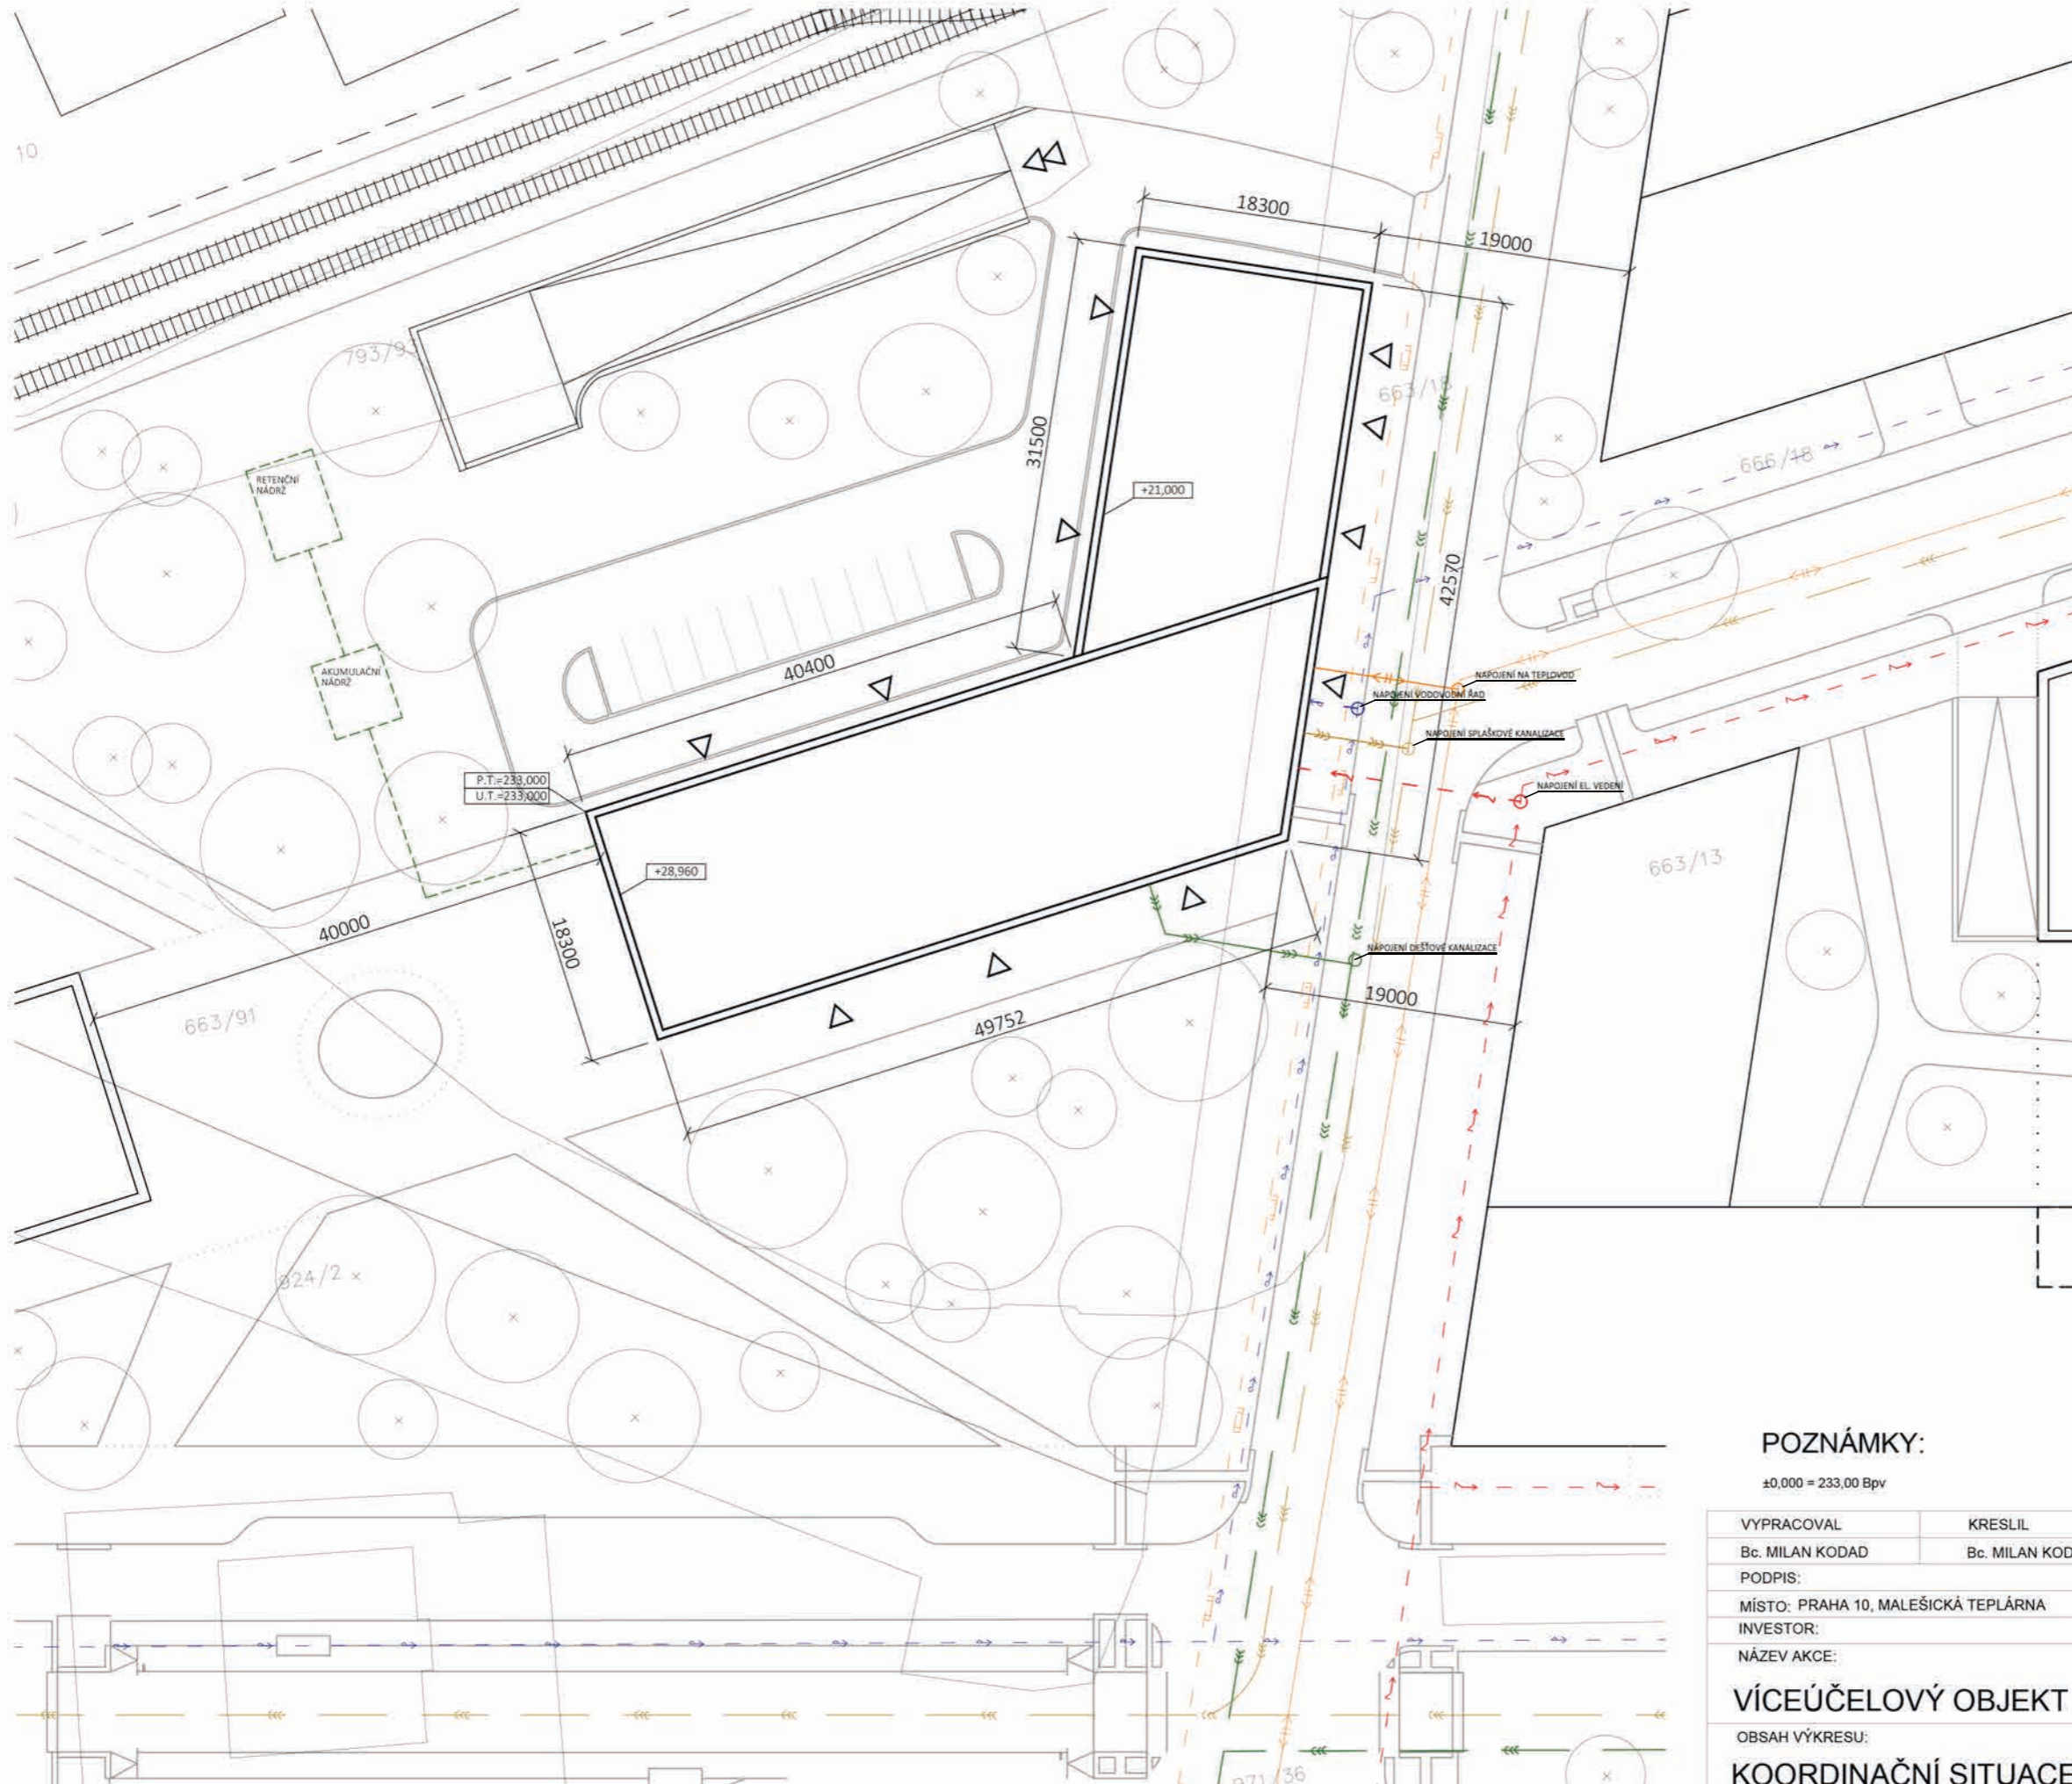 10
18300
19000
793/93
663/18
31500
666/18
RETENČNÍ
NÁDRŽ
+21,000
42570
40400
AKUMULAČNÍ
NÁDRŽ
NAPOJENÍ NA TEPLOVOD
NAPOJENÍ VODOVODNÍ ŘAD
NAPOJENÍ SPLAŠKOVÉ KANALIZACE
P.T.=233,000
U.T.=233,000
NAPOJENÍ EL. VEDENÍ
663/13
+28,960
40000
18300
NAPOJENÍ DEŠŤOVÉ KANALIZACE
19000
663/91
49752
924/2
POZNÁMKY:
±0,000 = 233,00 Bpv
VYPRACOVAL KRESLIL
Bc. MILAN KODAD Bc. MILAN KOD
PODPIS:
MÍSTO: PRAHA 10, MALEŠICKÁ TEPLÁRNA
INVESTOR:
NÁZEV AKCE:
VÍCEÚČELOVÝ OBJEKT
OBSAH VÝKRESU:
KOORDINAČNÍ SITUACE